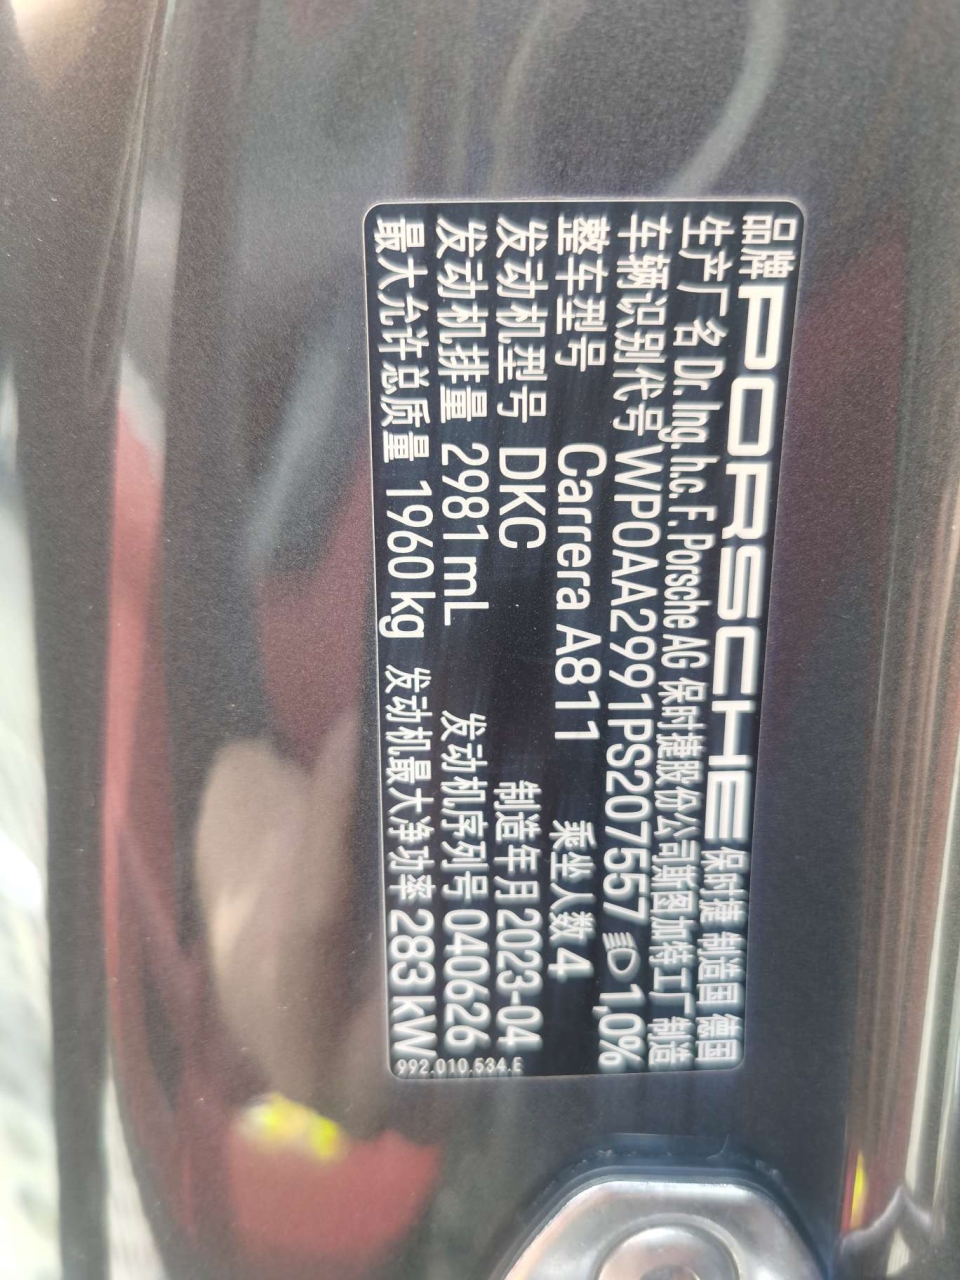 品牌 PORSCHE 保时捷 制造国 德国
生产厂名 Dr. Ing. h.c. F. Porsche AG 保时捷股份公司斯图加特工厂 制造
车辆识别代号 WP0AA2991PS207557 1,0%
整车型号 Carrera A811 乘坐人数 4
发动机型号 DKC 制造年月 2023-04
发动机排量 2981 mL 发动机序列号 040626
最大允许总质量 1960 kg 发动机最大净功率 283 kW
992.010.534.E